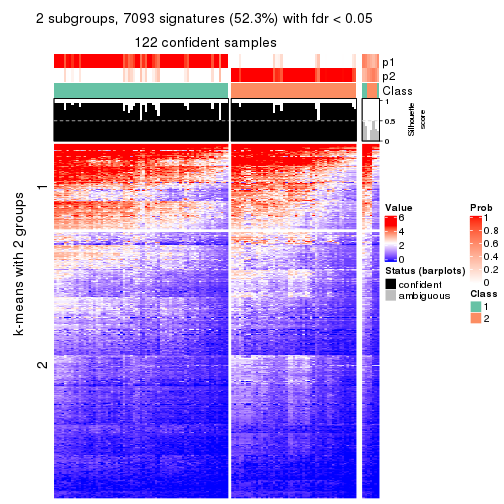 2 subgroups, 7093 signatures (52.3%) with fdr < 0.05
122 confident samples
p1
p2
Class
1
0.5
0
Silhouette
score
k-means with 2 groups
1
2
Value
6
4
2
0
Status (barplots)
confident
ambiguous
Prob
1
0.8
0.6
0.4
0.2
0
Class
1
2